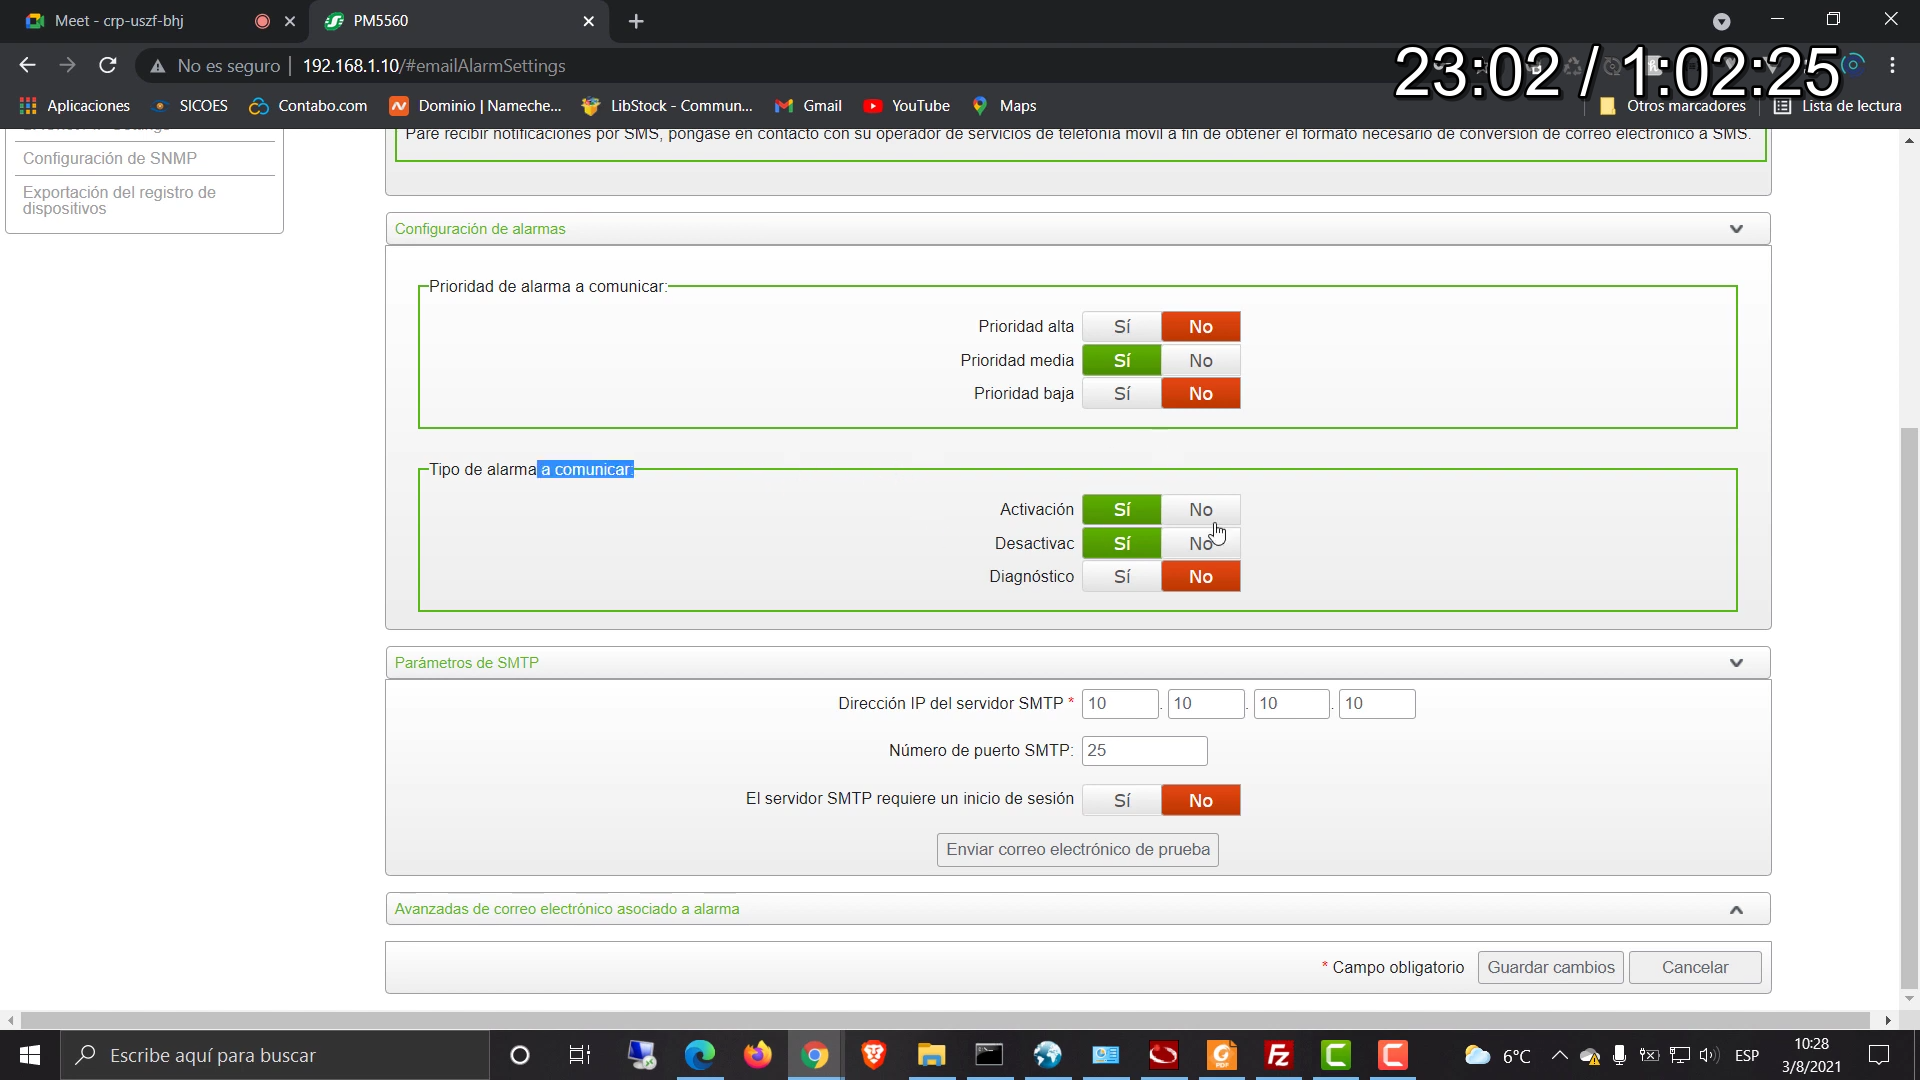 Meet - crp-uszf-bhj
PM5560
No es seguro | 192.168.1.10/#emailAlarmSettings
23:02 / 1:02:25
Aplicaciones
SICOES
Contabo.com
Dominio | Nameche...
LibStock - Commun...
Gmail
YouTube
Maps
Otros marcadores
Lista de lectura
Pare recibir notificaciones por SMS, póngase en contacto con su operador de servicios de telefonía móvil a fin de obtener el formato necesario de conversión de correo electrónico a SMS.
Configuración de SNMP
Exportación del registro de
dispositivos
Configuración de alarmas
Prioridad de alarma a comunicar:
Prioridad alta Sí No
Prioridad media Sí No
Prioridad baja Sí No
Tipo de alarma a comunicar:
Activación Sí No
Desactivac Sí No
Diagnóstico Sí No
Parámetros de SMTP
Dirección IP del servidor SMTP * 10 . 10 . 10 . 10
Número de puerto SMTP: 25
El servidor SMTP requiere un inicio de sesión Sí No
Enviar correo electrónico de prueba
Avanzadas de correo electrónico asociado a alarma
* Campo obligatorio
Guardar cambios
Cancelar
Escribe aquí para buscar
6°C
ESP
10:28
3/8/2021